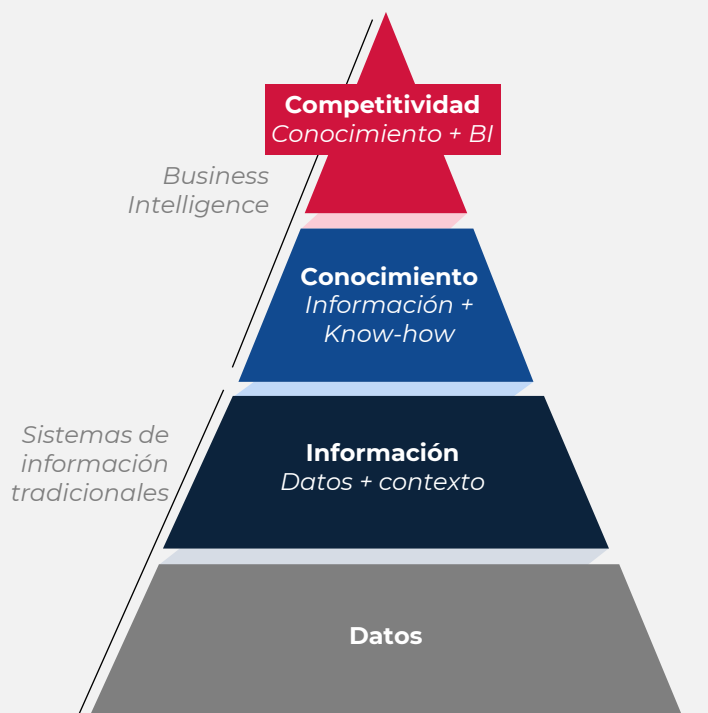 Competitividad
Conocimiento + BI
Business
Intelligence
Conocimiento
Información +
Know-how
Sistemas de
información
tradicionales
Información
Datos + contexto
Datos